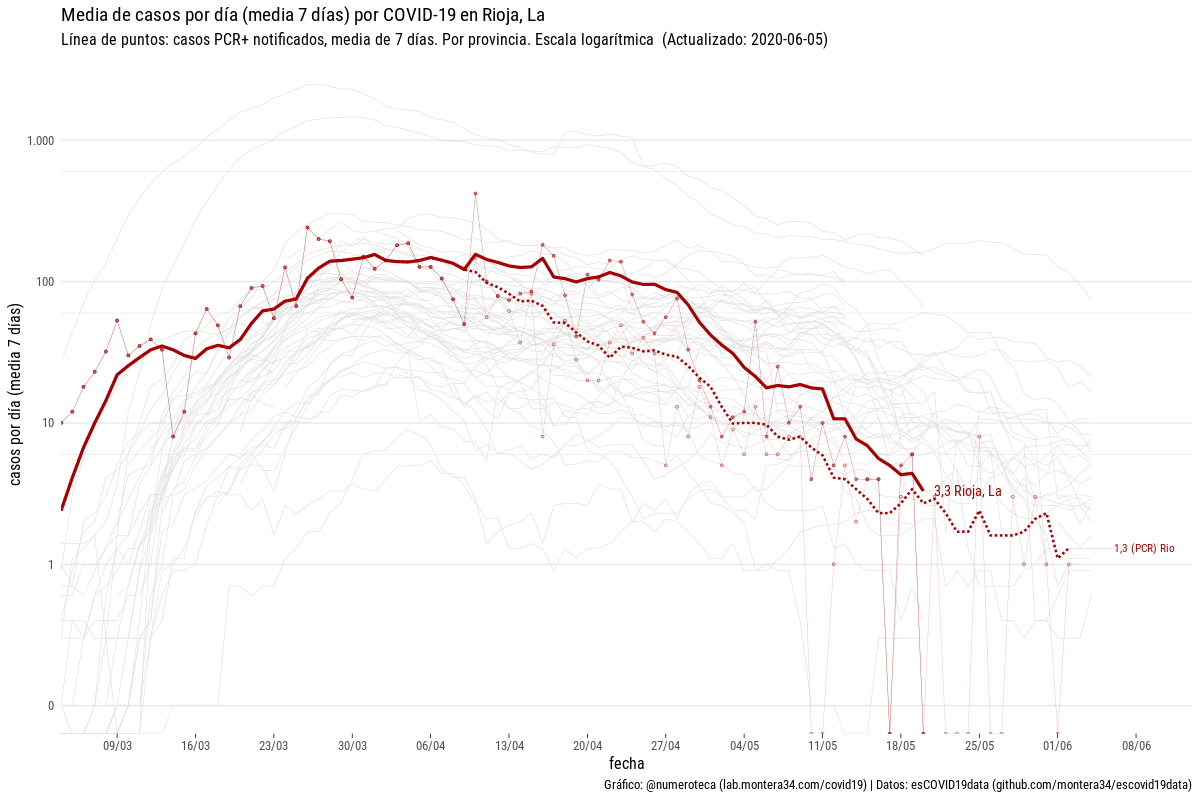 Media de casos por día (media 7 días) por COVID-19 en Rioja, La
Línea de puntos: casos PCR+ notificados, media de 7 días. Por provincia. Escala logarítmica (Actualizado: 2020-06-05)
casos por día (media 7 días)
1.000
100
10
1
0
3,3 Rioja, La
1,3 (PCR) Rio
09/03
16/03
23/03
30/03
06/04
13/04
20/04
27/04
04/05
11/05
18/05
25/05
01/06
08/06
fecha
Gráfico: @numeroteca (lab.montera34.com/covid19) | Datos: esCOVID19data (github.com/montera34/escovid19data)